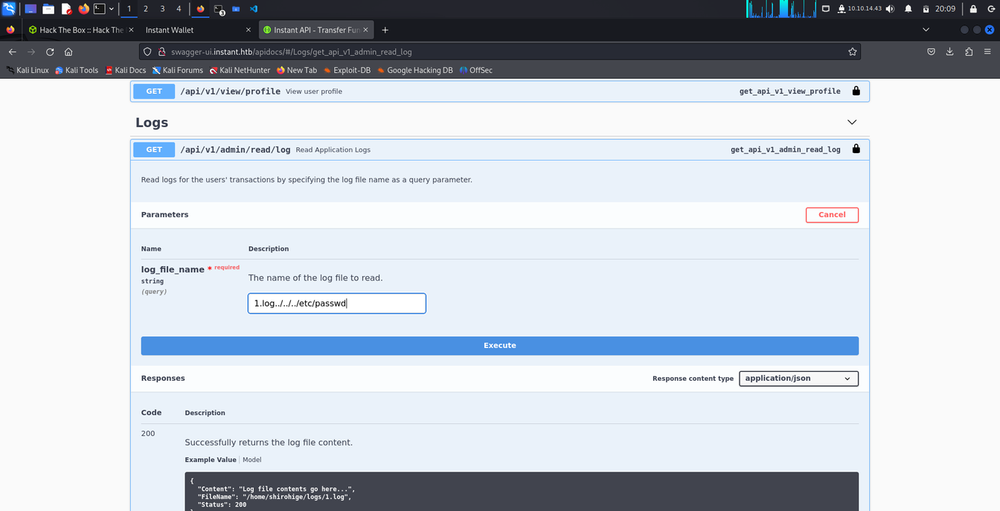 1 2 3 4 3 10.10.14.43 20:09
Hack The Box :: Hack The Instant Wallet Instant API - Transfer Fun
swagger-ui.instant.htb/apidocs/#/Logs/get_api_v1_admin_read_log
Kali Linux Kali Tools Kali Docs Kali Forums Kali NetHunter New Tab Exploit-DB Google Hacking DB OffSec
GET /api/v1/view/profile View user profile get_api_v1_view_profile
Logs
GET /api/v1/admin/read/log Read Application Logs get_api_v1_admin_read_log
Read logs for the users' transactions by specifying the log file name as a query parameter.
Parameters Cancel
Name Description
log_file_name * required
string
(query)
The name of the log file to read.
1.log../../../etc/passwd
Execute
Responses Response content type application/json
Code Description
200
Successfully returns the log file content.
Example Value Model
{
"Content": "Log file contents go here...",
"FileName": "/home/shirohige/logs/1.log",
"Status": 200